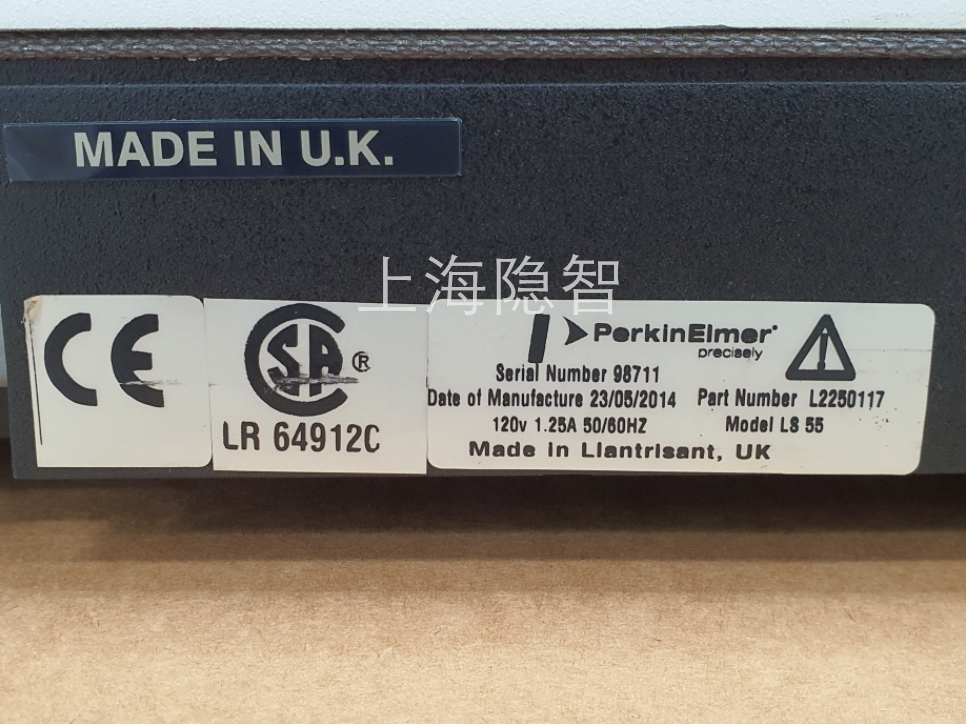 MADE IN U.K.
上海隐智
CE
CSA ®
LR 64912C
PerkinElmer
precisely
Serial Number 98711
Date of Manufacture 23/05/2014 Part Number L2250117
120v 1.25A 50/60HZ Model LS 55
Made in Llantrisant, UK